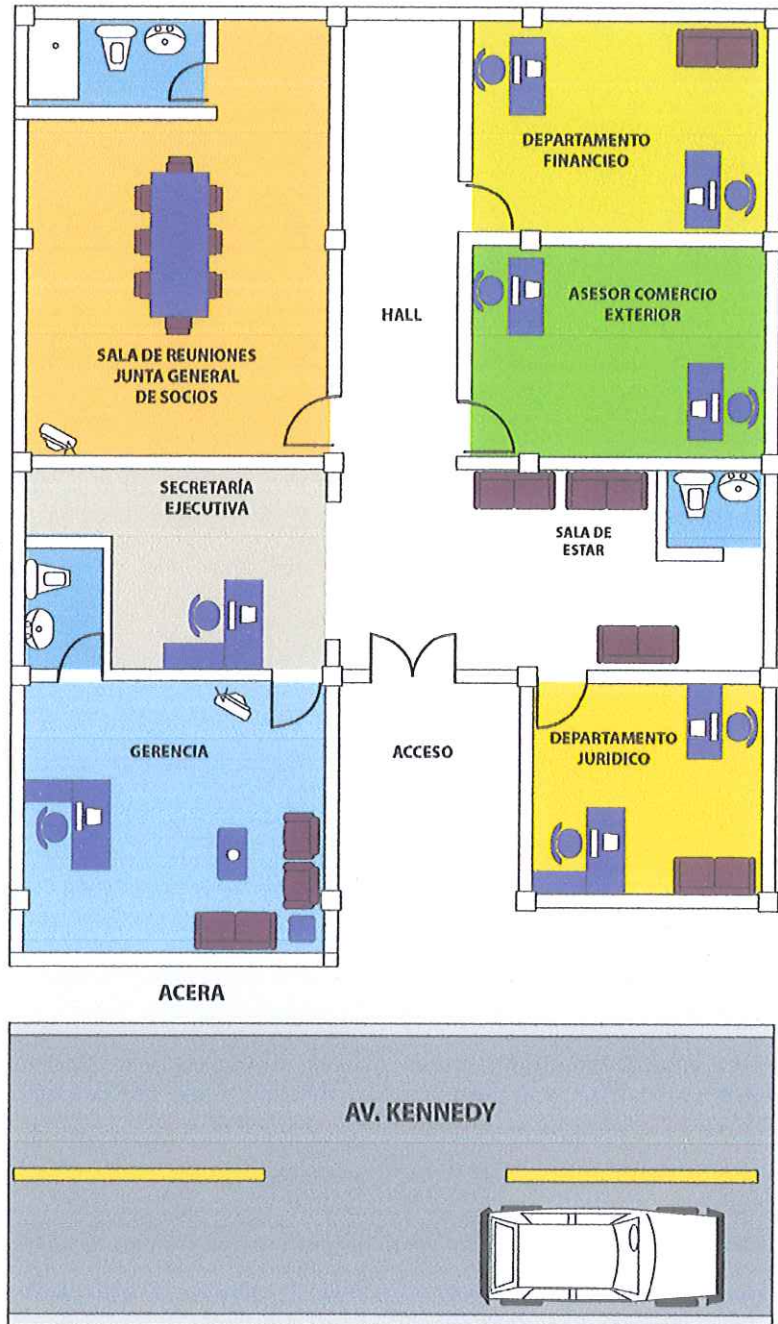 DEPARTAMENTO
FINANCIEO
HALL
ASESOR COMERCIO
EXTERIOR
SALA DE REUNIONES
JUNTA GENERAL
DE SOCIOS
SECRETARÍA
EJECUTIVA
SALA DE
ESTAR
GERENCIA
ACCESO
DEPARTAMENTO
JURIDICO
ACERA
AV. KENNEDY